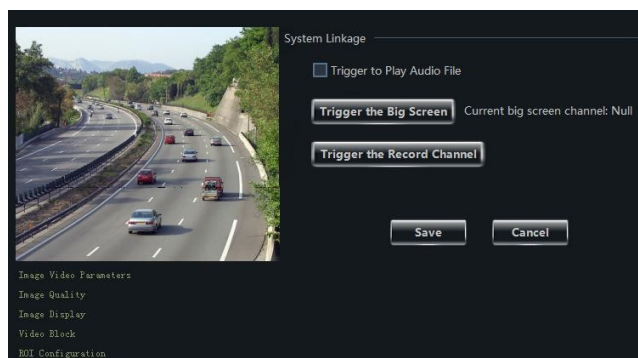 System Linkage
Trigger to Play Audio File
Trigger the Big Screen Current big screen channel: Null
Trigger the Record Channel
Save Cancel
Image Video Parameters
Image Quality
Image Display
Video Block
ROI Configuration